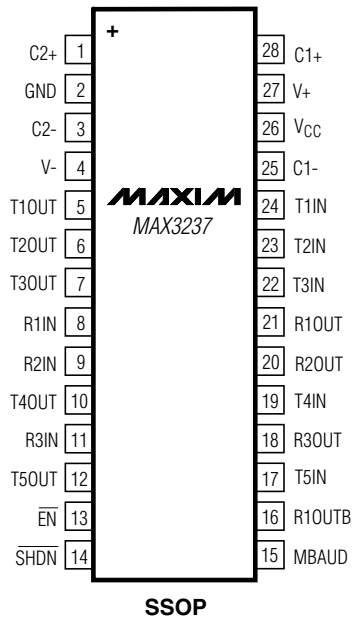 +
C2+ 1 28 C1+
GND 2 27 V+
C2- 3 26 VCC
V- 4 25 C1-
MAXIM
T1OUT 5 24 T1IN
MAX3237
T2OUT 6 23 T2IN
T3OUT 7 22 T3IN
R1IN 8 21 R1OUT
R2IN 9 20 R2OUT
T4OUT 10 19 T4IN
R3IN 11 18 R3OUT
T5OUT 12 17 T5IN
E̅N̅ 13 16 R1OUTB
S̅H̅D̅N̅ 14 15 MBAUD
SSOP